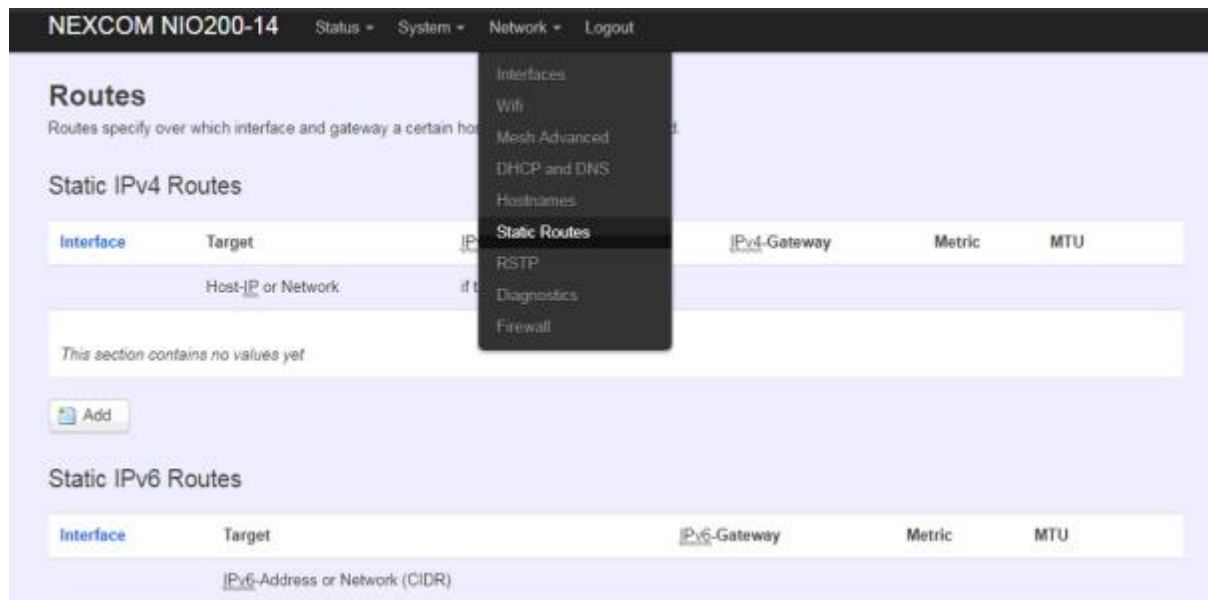 NEXCOM NIO200-14 Status System Network Logout
Interfaces
Wifi
Mesh Advanced
DHCP and DNS
Hostnames
Static Routes
RSTP
Diagnostics
Firewall
Routes
Routes specify over which interface and gateway a certain
Static IPv4 Routes
Interface Target IPv4-Gateway Metric MTU
Host-IP or Network
This section contains no values yet
Add
Static IPv6 Routes
Interface Target IPv6-Gateway Metric MTU
IPv6-Address or Network (CIDR)